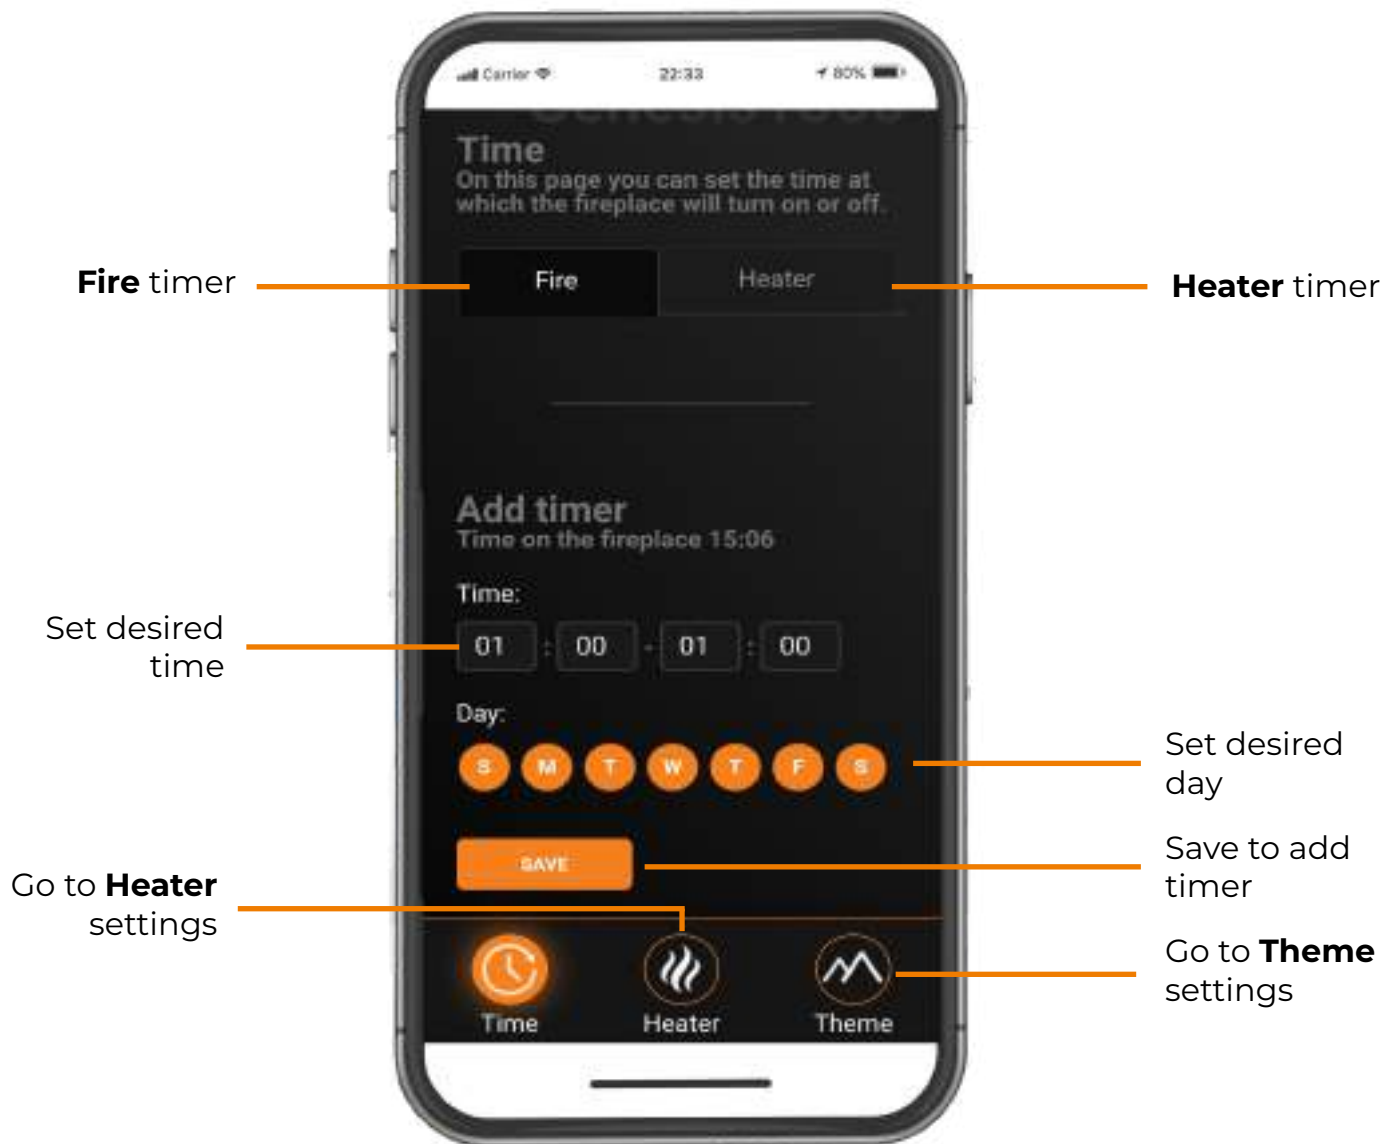 Carrier 22:33 80%
Time
On this page you can set the time at
which the fireplace will turn on or off.
Fire timer
Fire Heater
Heater timer
Add timer
Time on the fireplace 15:06
Time:
Set desired
time
01 : 00 - 01 : 00
Day:
S M T W T F S
Set desired
day
SAVE
Save to add
timer
Go to Heater
settings
Go to Theme
settings
Time Heater Theme